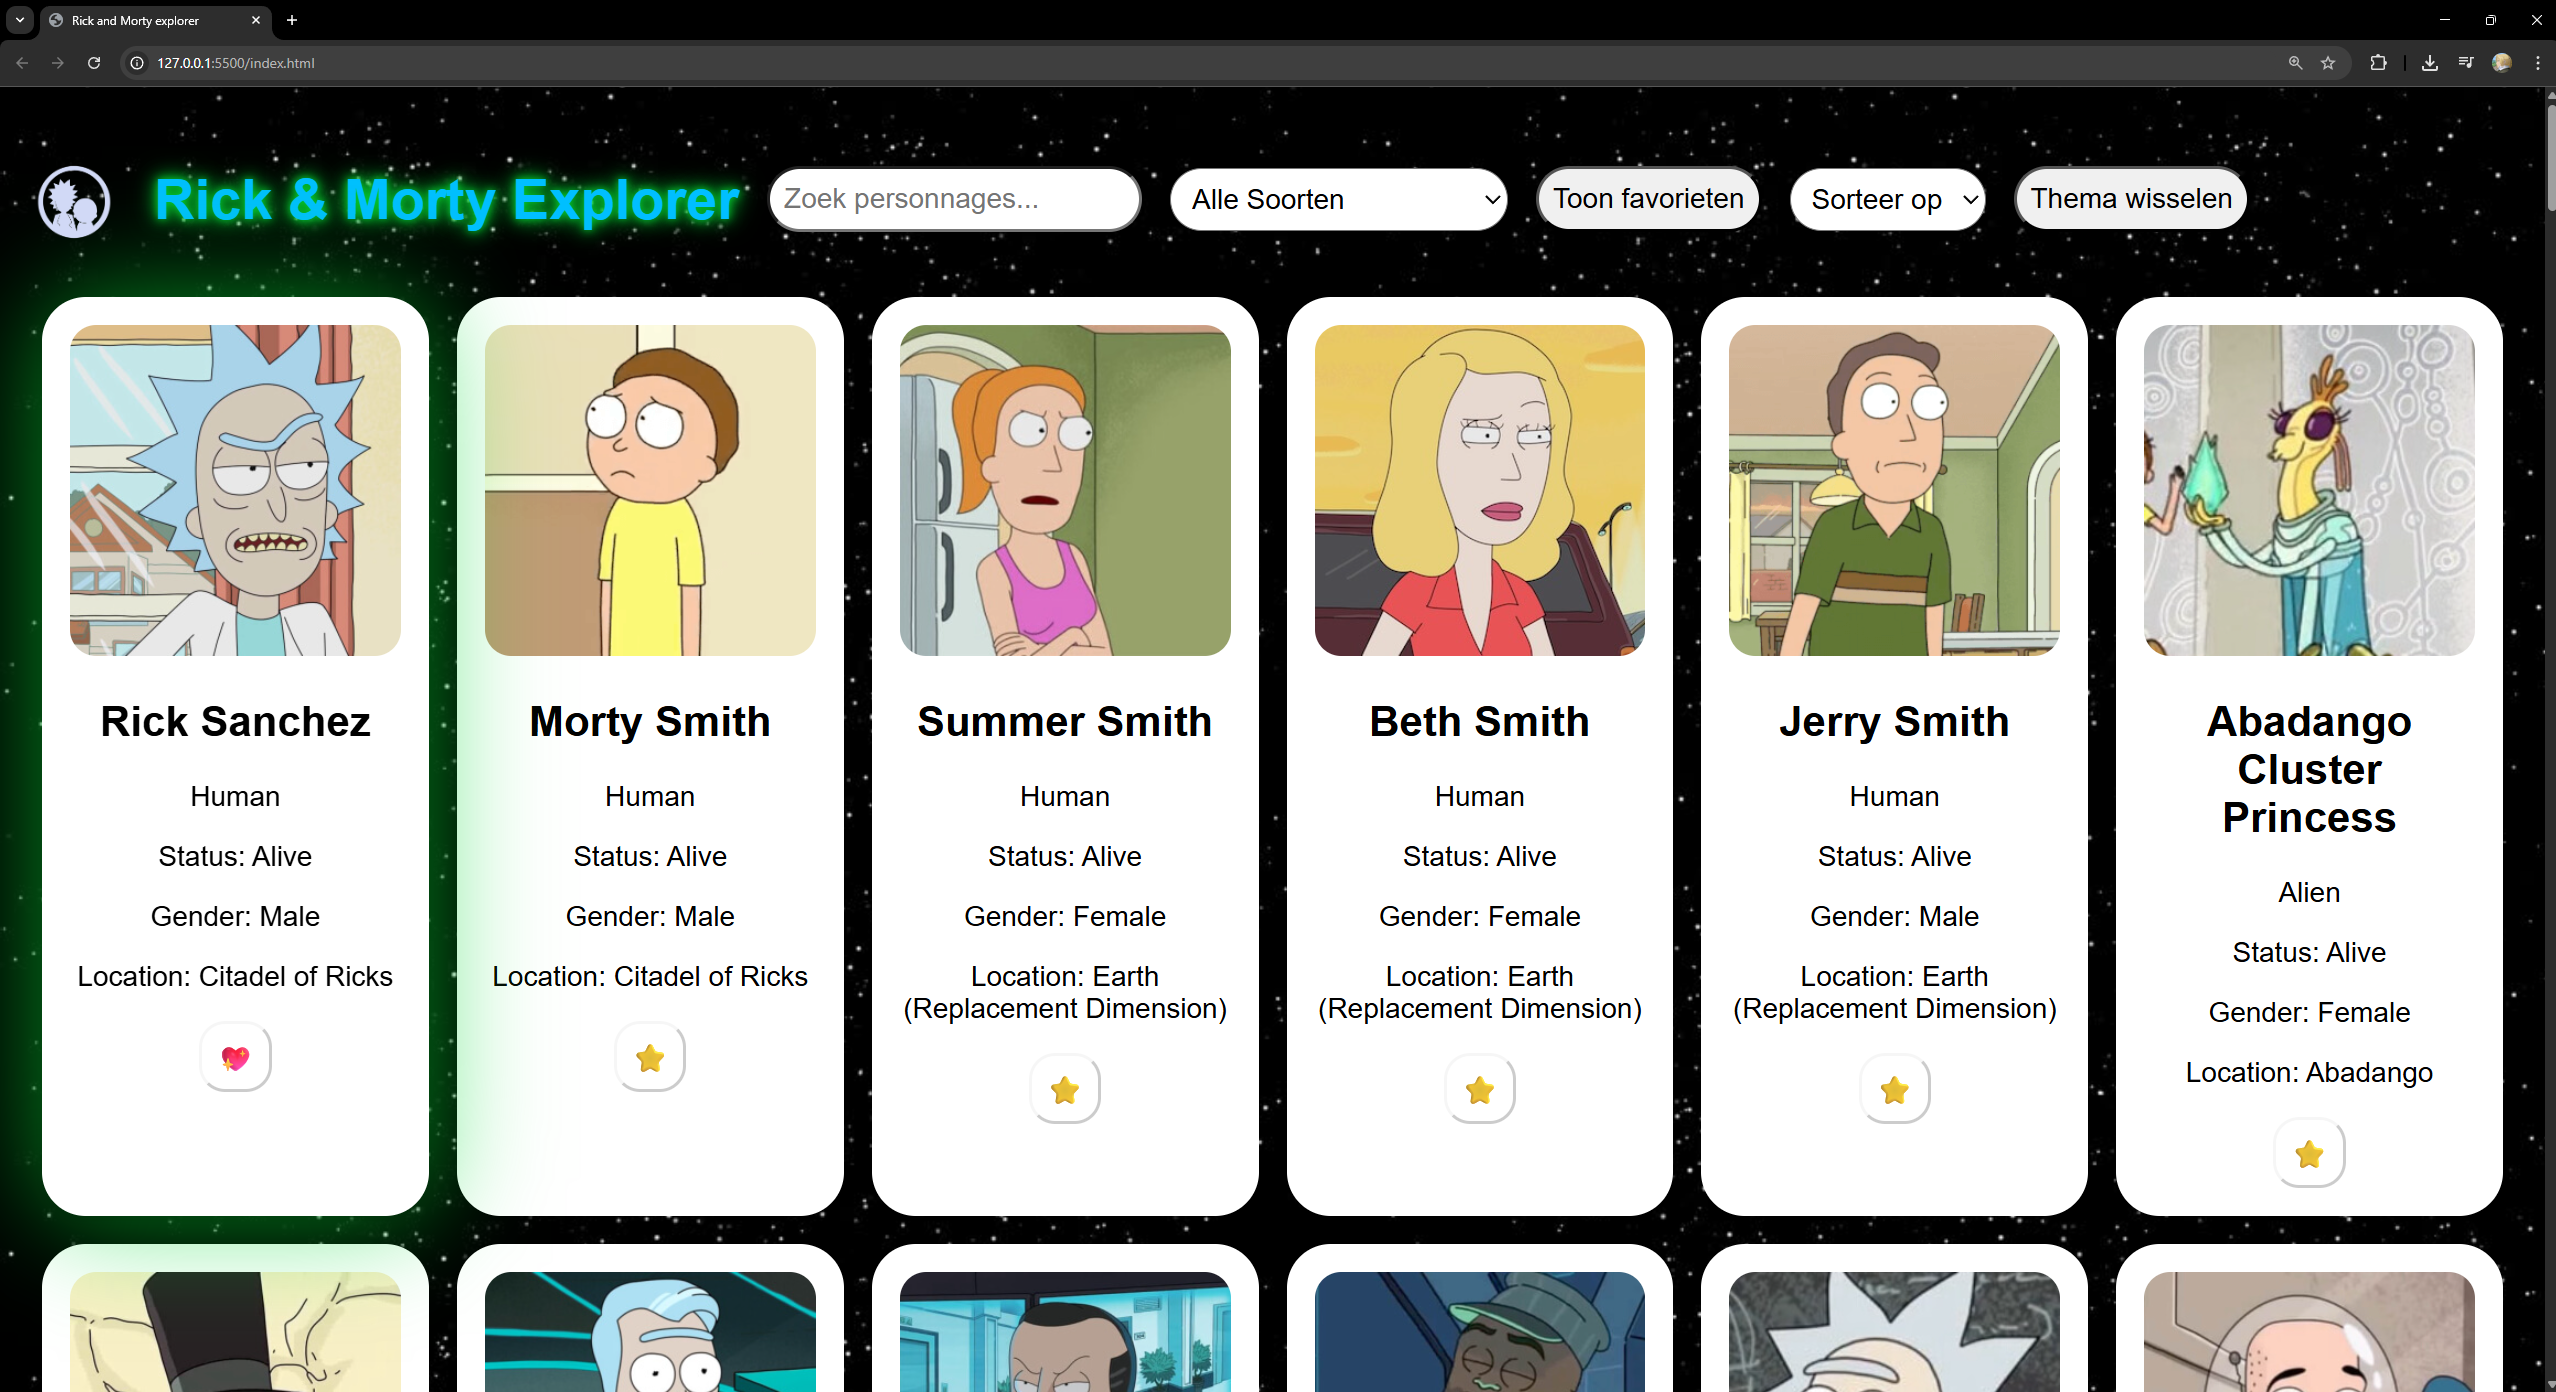 Rick and Morty explorer
127.0.0.1:5500/index.html
Rick & Morty Explorer
Zoek personnages...
Alle Soorten
Toon favorieten
Sorteer op
Thema wisselen
Rick Sanchez
Human
Status: Alive
Gender: Male
Location: Citadel of Ricks
Morty Smith
Human
Status: Alive
Gender: Male
Location: Citadel of Ricks
Summer Smith
Human
Status: Alive
Gender: Female
Location: Earth
(Replacement Dimension)
Beth Smith
Human
Status: Alive
Gender: Female
Location: Earth
(Replacement Dimension)
Jerry Smith
Human
Status: Alive
Gender: Male
Location: Earth
(Replacement Dimension)
Abadango
Cluster
Princess
Alien
Status: Alive
Gender: Female
Location: Abadango